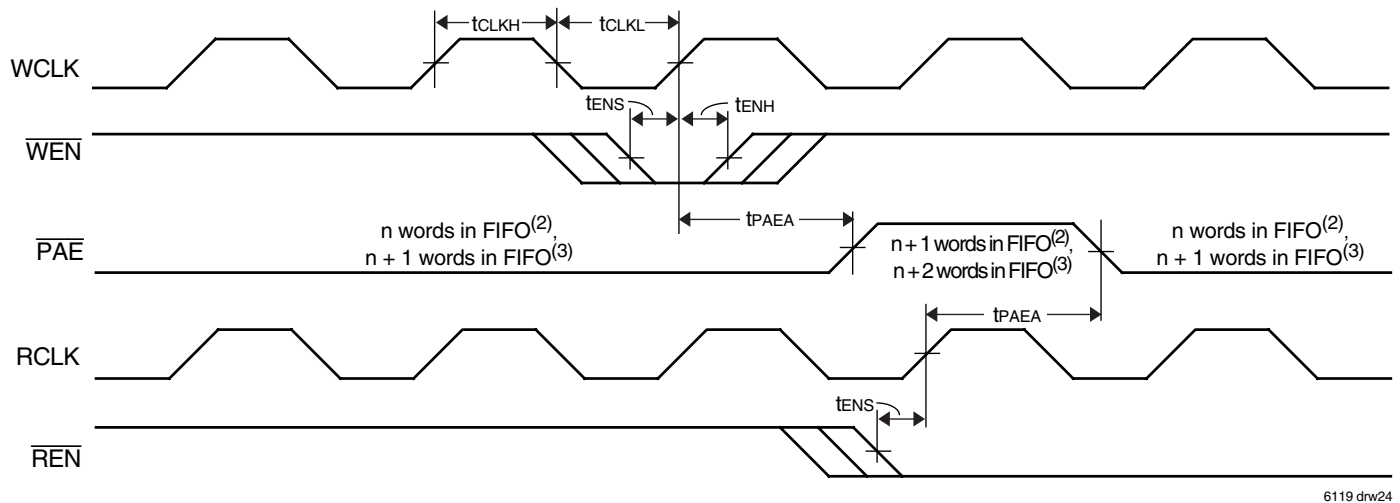 tCLKH
tCLKL
WCLK
tENS
tENH
WEN
tPAEA
n words in FIFO(2),
n + 1 words in FIFO(3)
PAE
n + 1 words in FIFO(2),
n + 2 words in FIFO(3)
n words in FIFO(2),
n + 1 words in FIFO(3)
tPAEA
RCLK
tENS
REN
6119 drw24